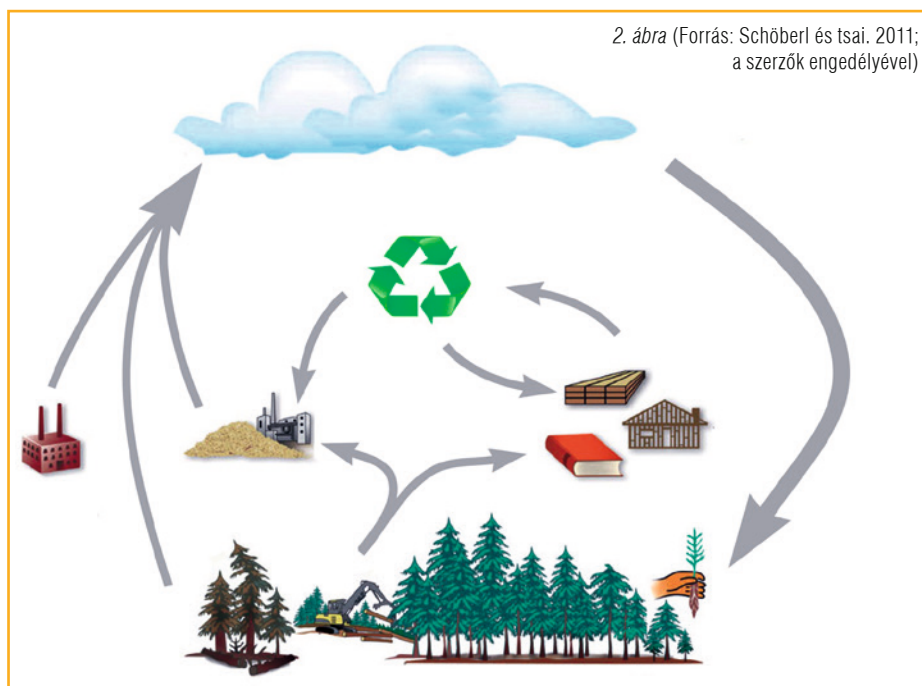 2. ábra (Forrás: Schöberl és tsai. 2011;
a szerzők engedélyével)